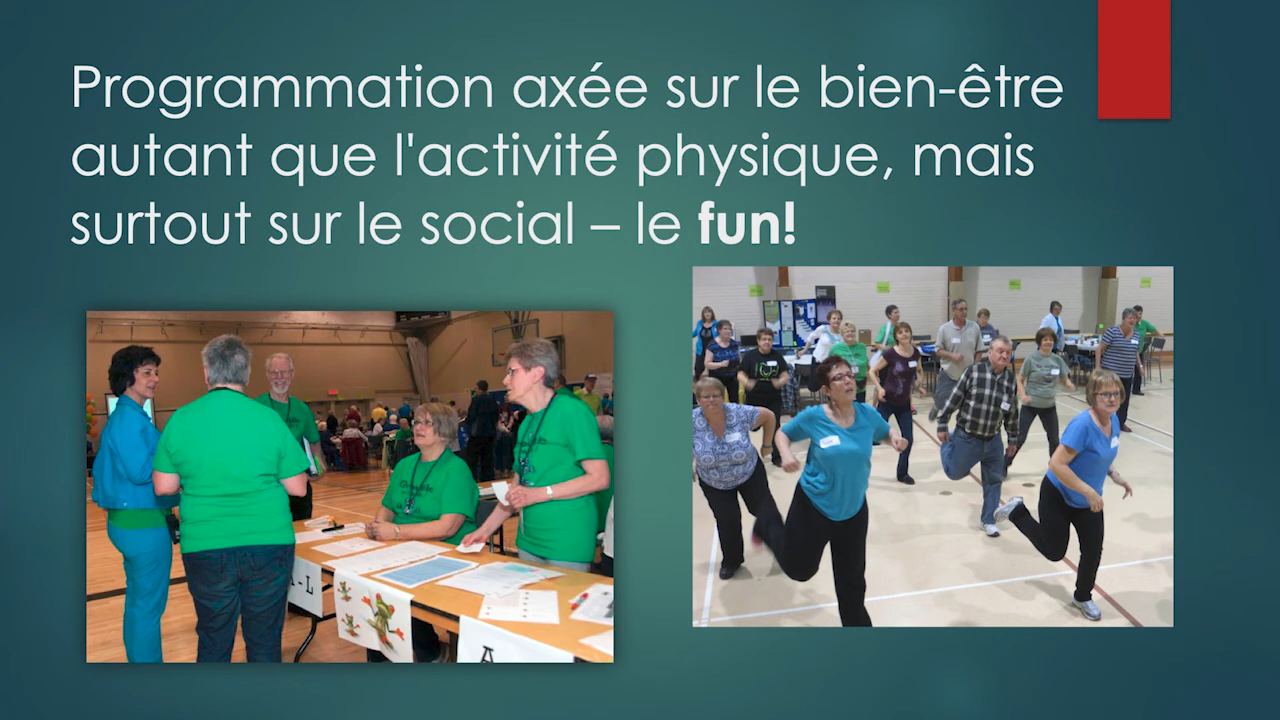 Programmation axée sur le bien-être
autant que l'activité physique, mais
surtout sur le social – le fun!
A-L